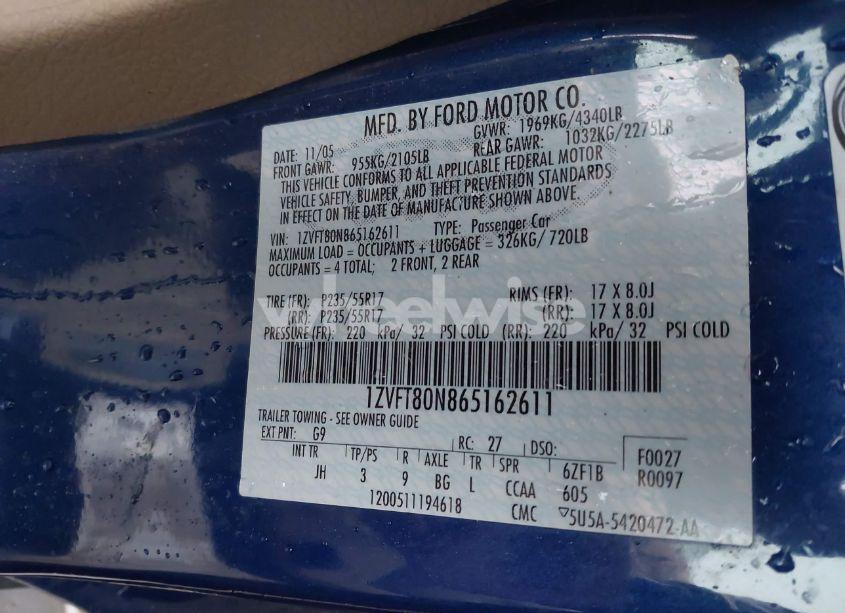 MFD. BY FORD MOTOR CO.
DATE: 11/05 GVWR: 1969KG/4340LB
FRONT GAWR: 955KG/2105LB REAR GAWR: 1032KG/2275LB
THIS VEHICLE CONFORMS TO ALL APPLICABLE FEDERAL MOTOR
VEHICLE SAFETY, BUMPER, AND THEFT PREVENTION STANDARDS
IN EFFECT ON THE DATE OF MANUFACTURE SHOWN ABOVE.
VIN: 1ZVFT80N865162611 TYPE: Passenger Car
MAXIMUM LOAD = OCCUPANTS + LUGGAGE = 326KG/720LB
OCCUPANTS = 4 TOTAL; 2 FRONT, 2 REAR
wheelwise
TIRE (FR): P235/55R17 RIMS (FR): 17 X 8.0J
(RR): P235/55R17 (RR): 17 X 8.0J
PRESSURE (FR): 220 kPa/ 32 PSI COLD (RR): 220 kPa/ 32 PSI COLD
1ZVFT80N865162611
TRAILER TOWING - SEE OWNER GUIDE
EXT PNT: G9 RC: 27 DSO: F0027
INT TR TP/PS R AXLE TR SPR 6ZF1B R0097
JH 3 9 BG L CCAA 605
1200511194618 CMC ▽5U5A-5420472-AA